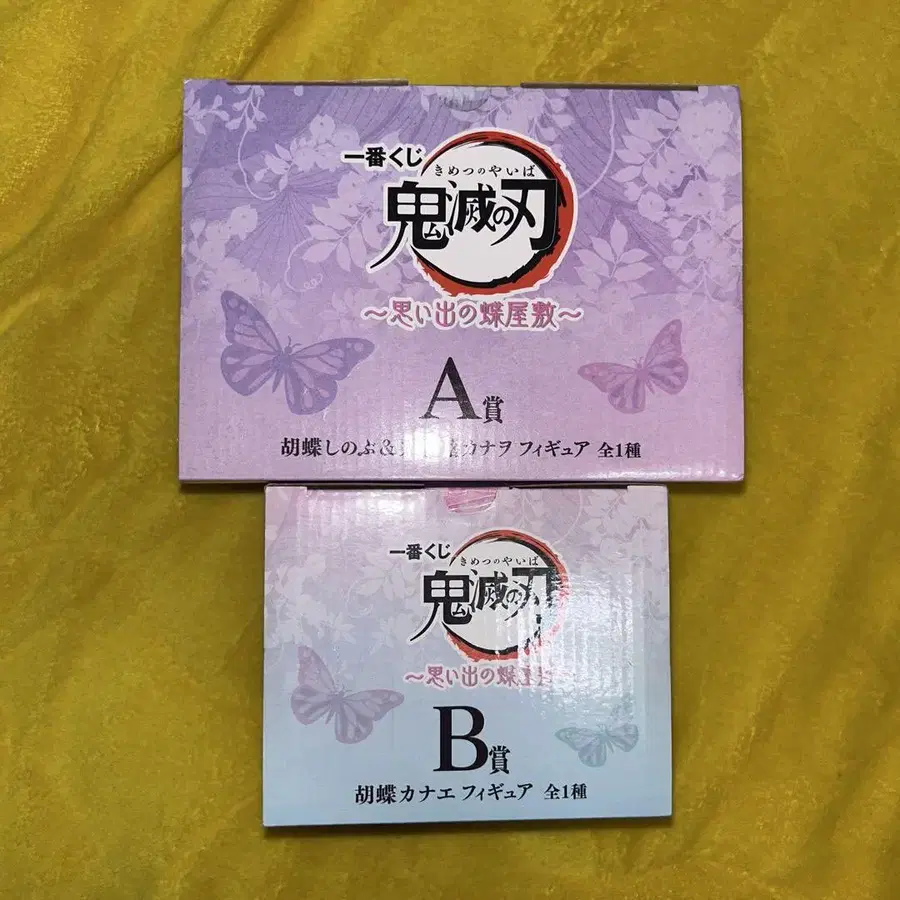 一番くじ
きめつのやいば
鬼滅の刃
～思い出の蝶屋敷～
A賞
胡蝶しのぶ& カナヲ フィギュア 全1種
一番くじ
きめつのやいば
鬼滅の刃
～思い出の蝶屋
B賞
胡蝶カナエ フィギュア 全1種